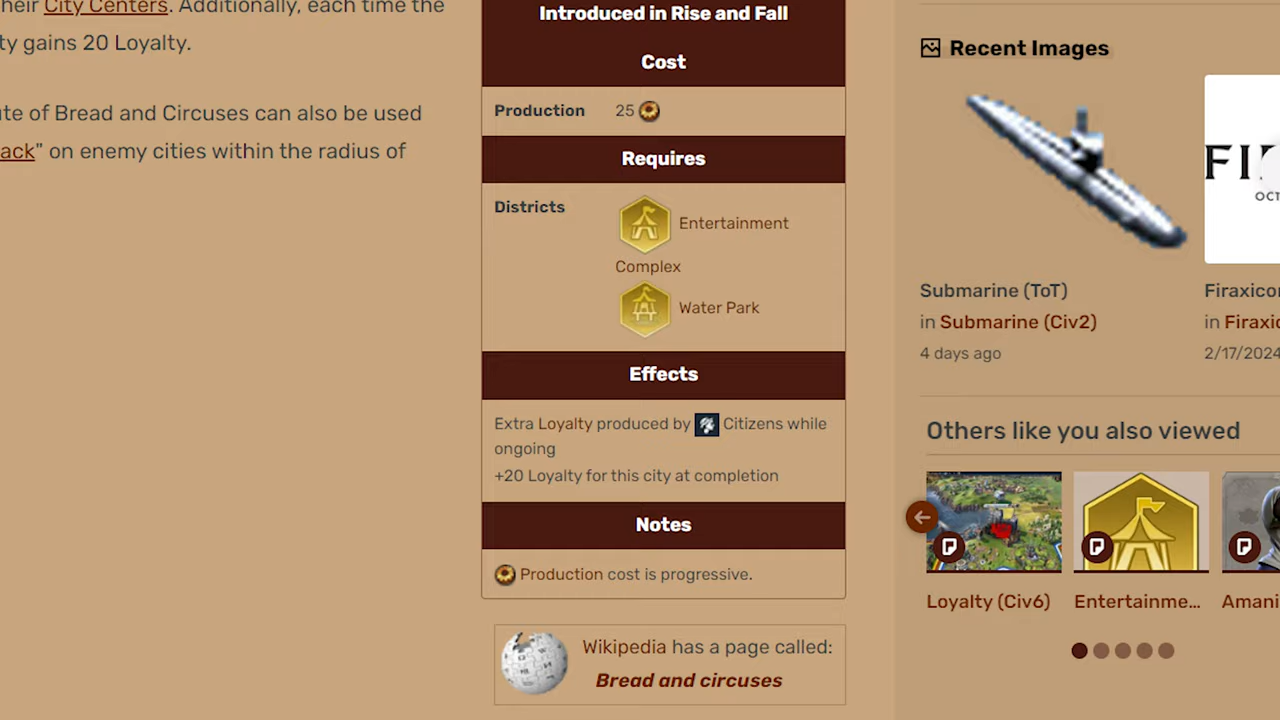 heir City Centers. Additionally, each time the
ty gains 20 Loyalty.
ute of Bread and Circuses can also be used
ack" on enemy cities within the radius of
Introduced in Rise and Fall
Cost
Production 25
Requires
Districts
Entertainment
Complex
Water Park
Effects
Extra Loyalty produced by Citizens while
ongoing
+20 Loyalty for this city at completion
Notes
Production cost is progressive.
Wikipedia has a page called:
Bread and circuses
Recent Images
Submarine (ToT)
in Submarine (Civ2)
4 days ago
FI
OCT
Firaxicon
in Firaxic
2/17/2024
Others like you also viewed
Loyalty (Civ6)
Entertainme...
Amani